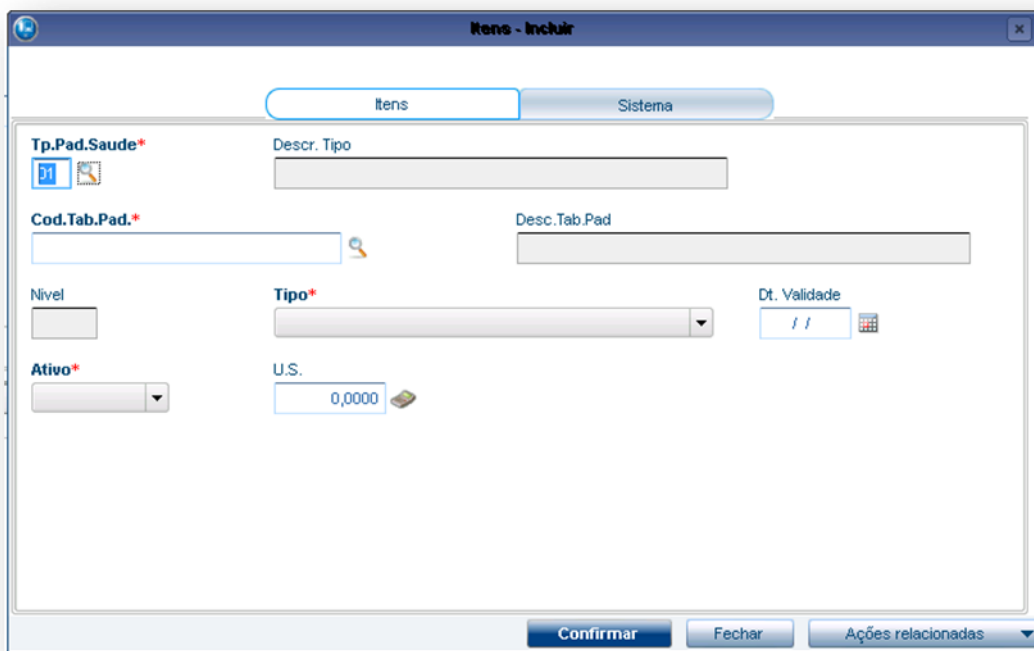 Itens - Incluir
Itens Sistema
Tp.Pad.Saude* Descr. Tipo
01
Cod.Tab.Pad.* Desc.Tab.Pad
Nivel Tipo* Dt. Validade
/ /
Ativo* U.S.
0,0000
Confirmar Fechar Ações relacionadas